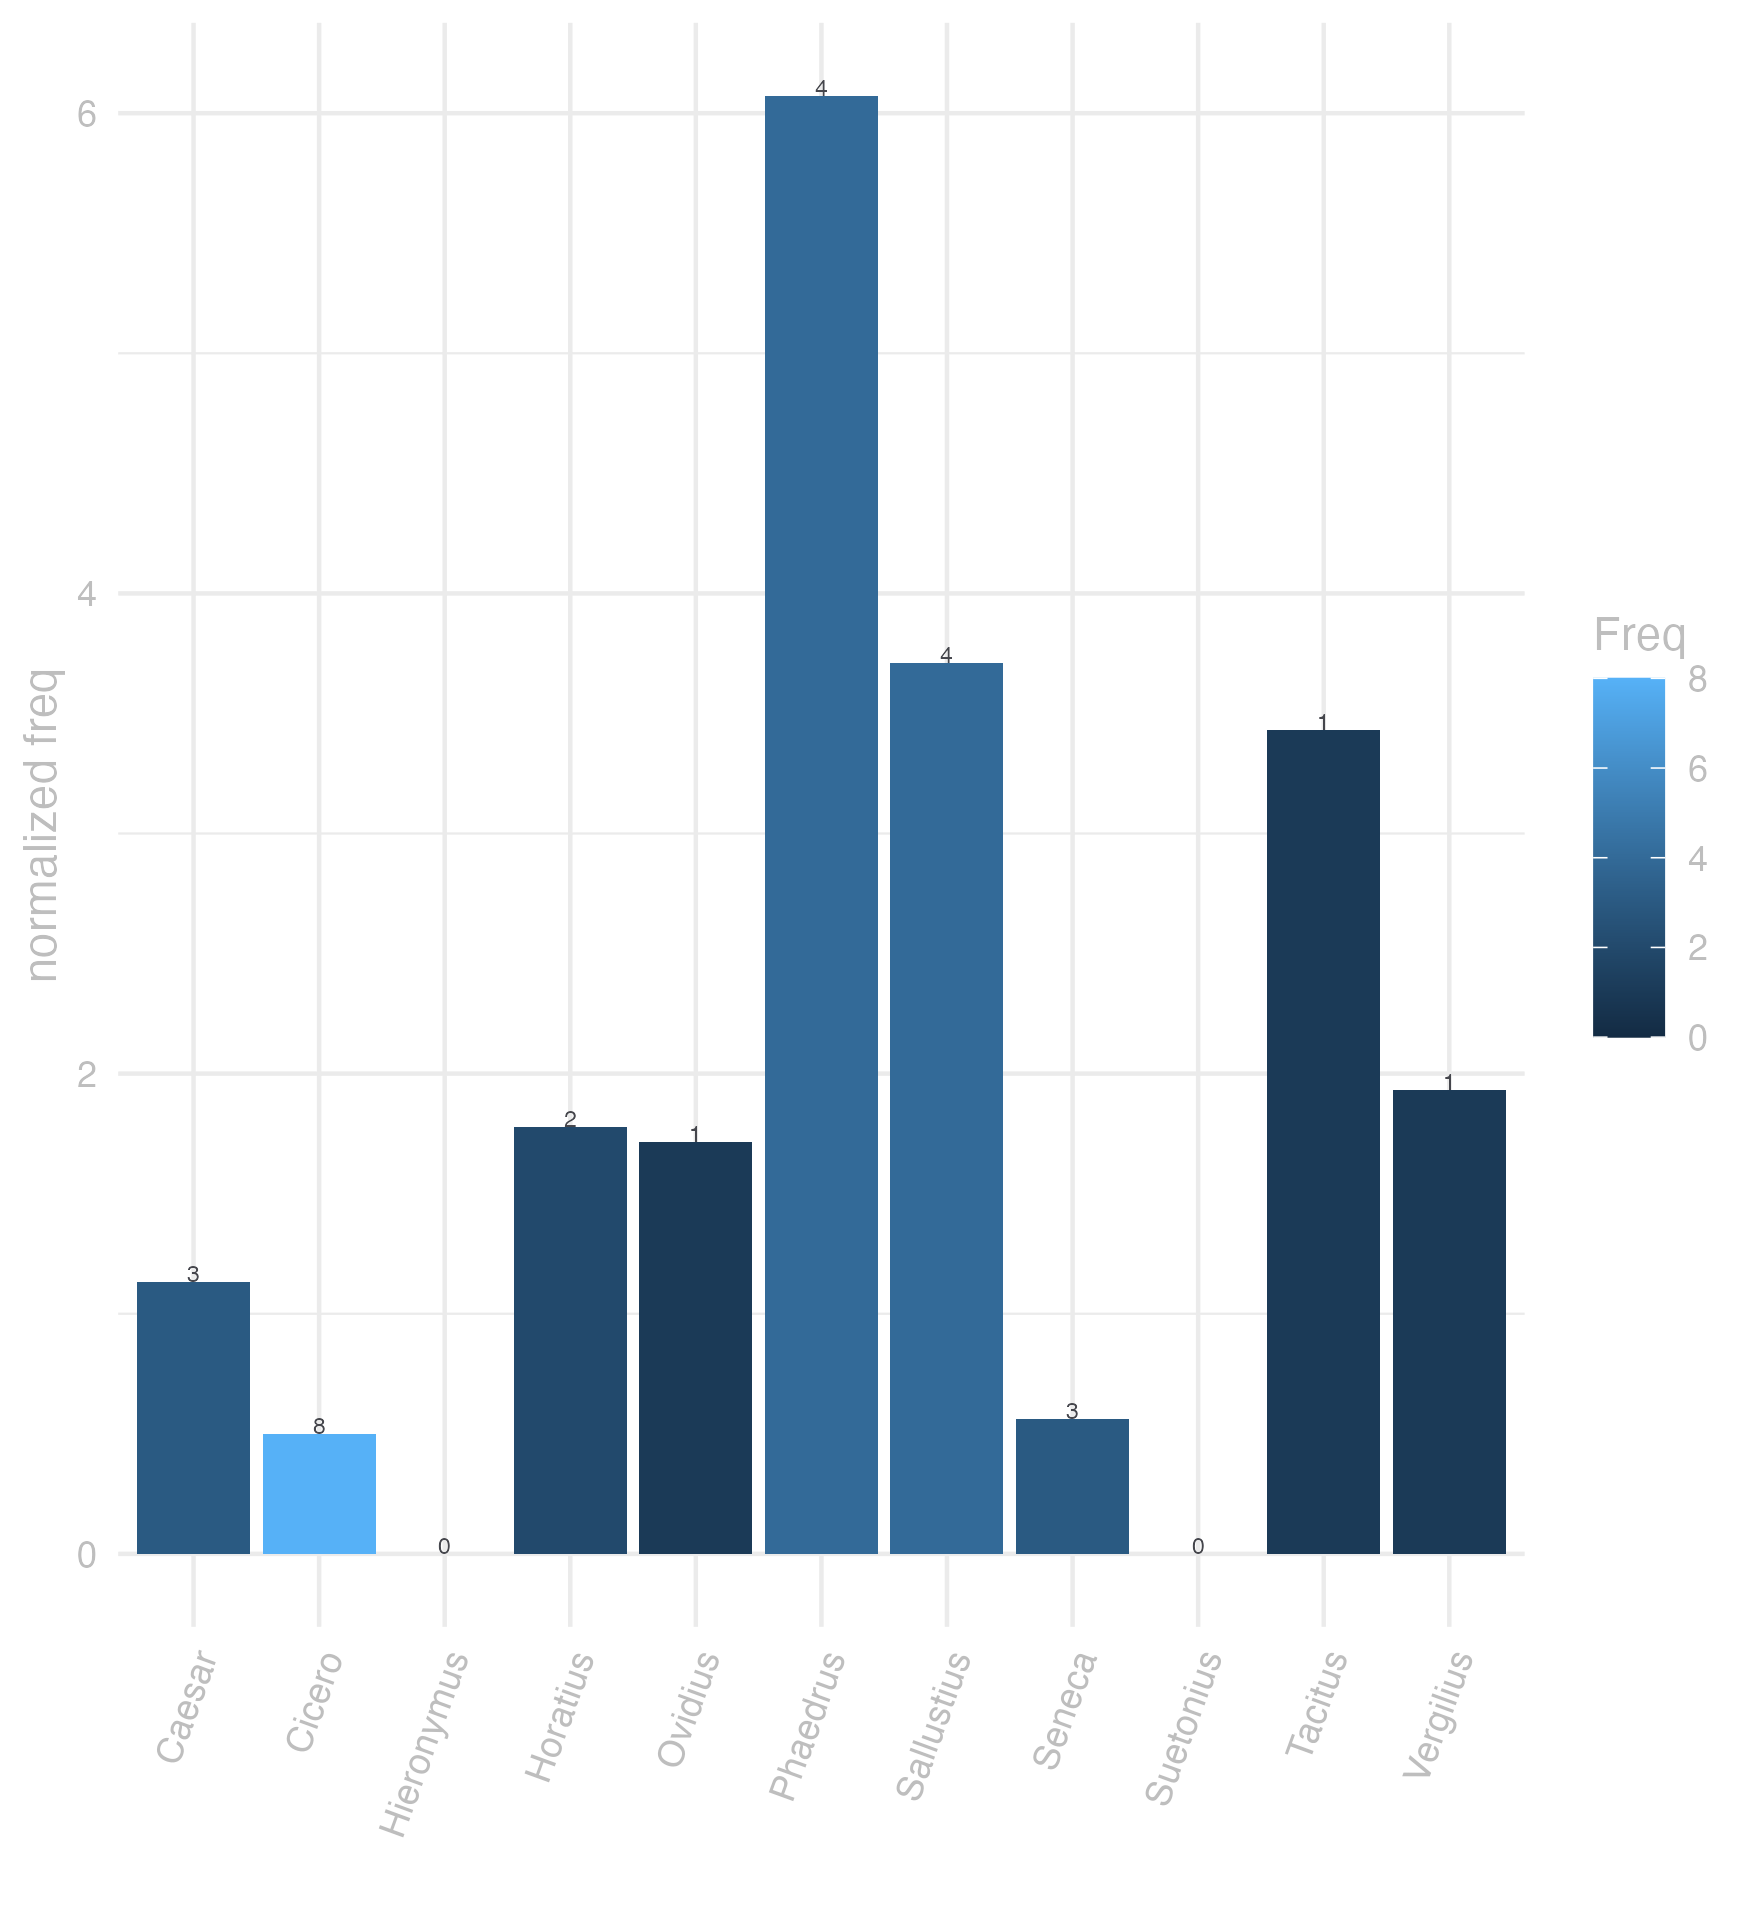 normalized freq
6
4
2
0
3
8
0
2
1
4
4
3
0
1
1
Caesar
Cicero
Hieronymus
Horatius
Ovidius
Phaedrus
Sallustius
Seneca
Suetonius
Tacitus
Vergilius
Freq
8
6
4
2
0